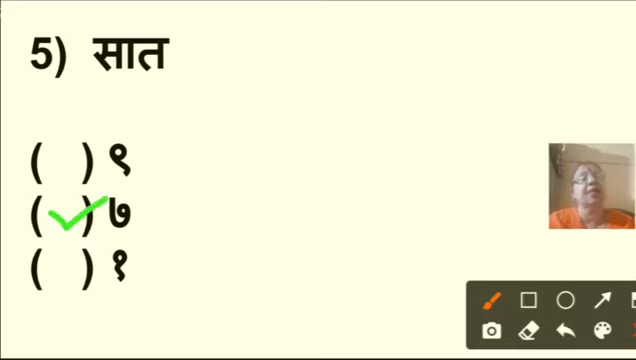 5) सात
( ) ९
(✓) ७
( ) १